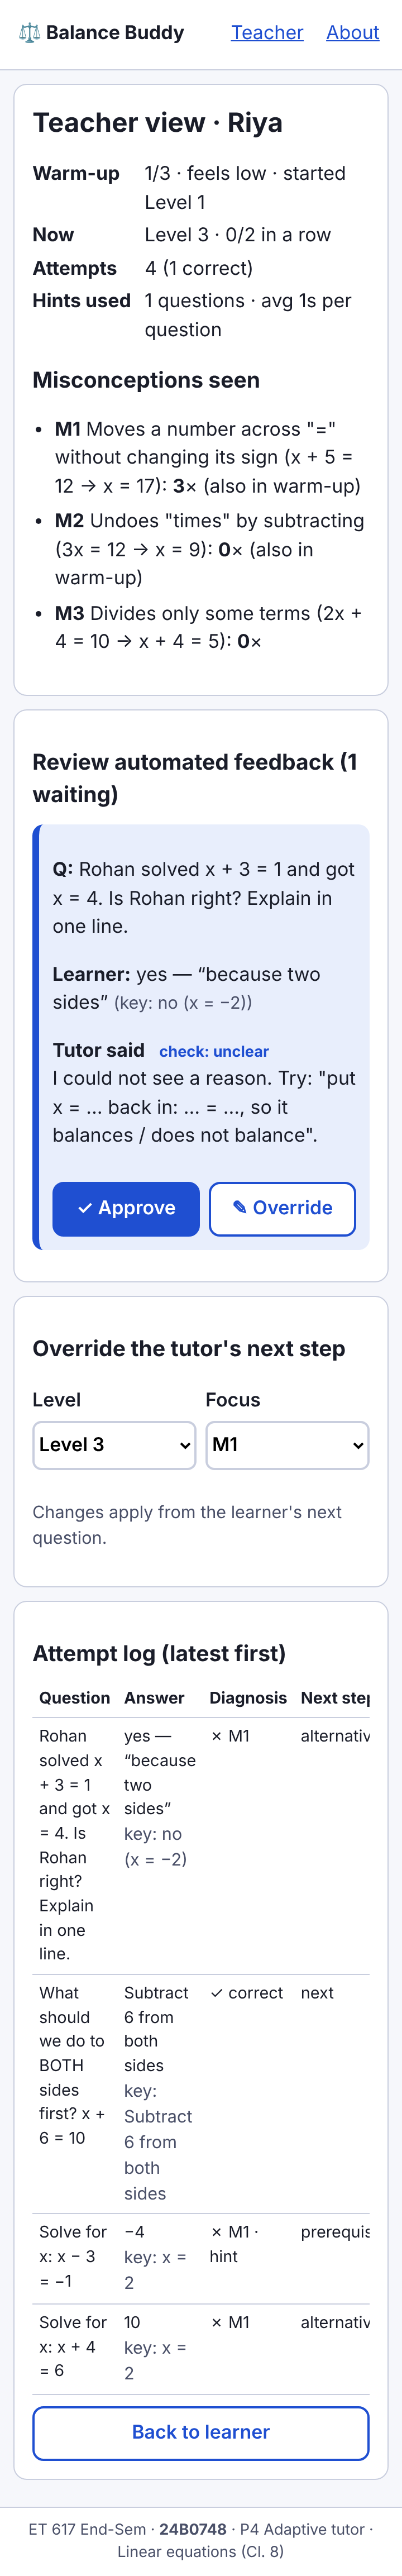 ⚖️ Balance Buddy Teacher About
Teacher view · Riya
Warm-up 1/3 · feels low · started
Level 1
Now Level 3 · 0/2 in a row
Attempts 4 (1 correct)
Hints used 1 questions · avg 1s per
question
Misconceptions seen
• M1 Moves a number across "="
without changing its sign (x + 5 =
12 → x = 17): 3× (also in warm-up)
• M2 Undoes "times" by subtracting
(3x = 12 → x = 9): 0× (also in
warm-up)
• M3 Divides only some terms (2x +
4 = 10 → x + 4 = 5): 0×
Review automated feedback (1
waiting)
Q: Rohan solved x + 3 = 1 and got
x = 4. Is Rohan right? Explain in
one line.
Learner: yes — “because two
sides” (key: no (x = −2))
Tutor said check: unclear
I could not see a reason. Try: "put
x = ... back in: ... = ..., so it
balances / does not balance".
✓ Approve ✎ Override
Override the tutor's next step
Level Focus
Level 3 M1
Changes apply from the learner's next
question.
Attempt log (latest first)
Question Answer Diagnosis Next step
Rohan
solved x
+ 3 = 1
and got x
= 4. Is
Rohan
right?
Explain
in one
line.
yes —
“because
two
sides”
key: no
(x = −2)
× M1
alternativ
What
should
we do to
BOTH
sides
first? x +
6 = 10
Subtract
6 from
both
sides
key:
Subtract
6 from
both
sides
✓ correct
next
Solve for
x: x − 3
= −1
−4
key: x =
2
× M1 ·
hint
prerequis
Solve for
x: x + 4
= 6
10
key: x =
2
× M1
alternativ
Back to learner
ET 617 End-Sem · 24B0748 · P4 Adaptive tutor ·
Linear equations (Cl. 8)